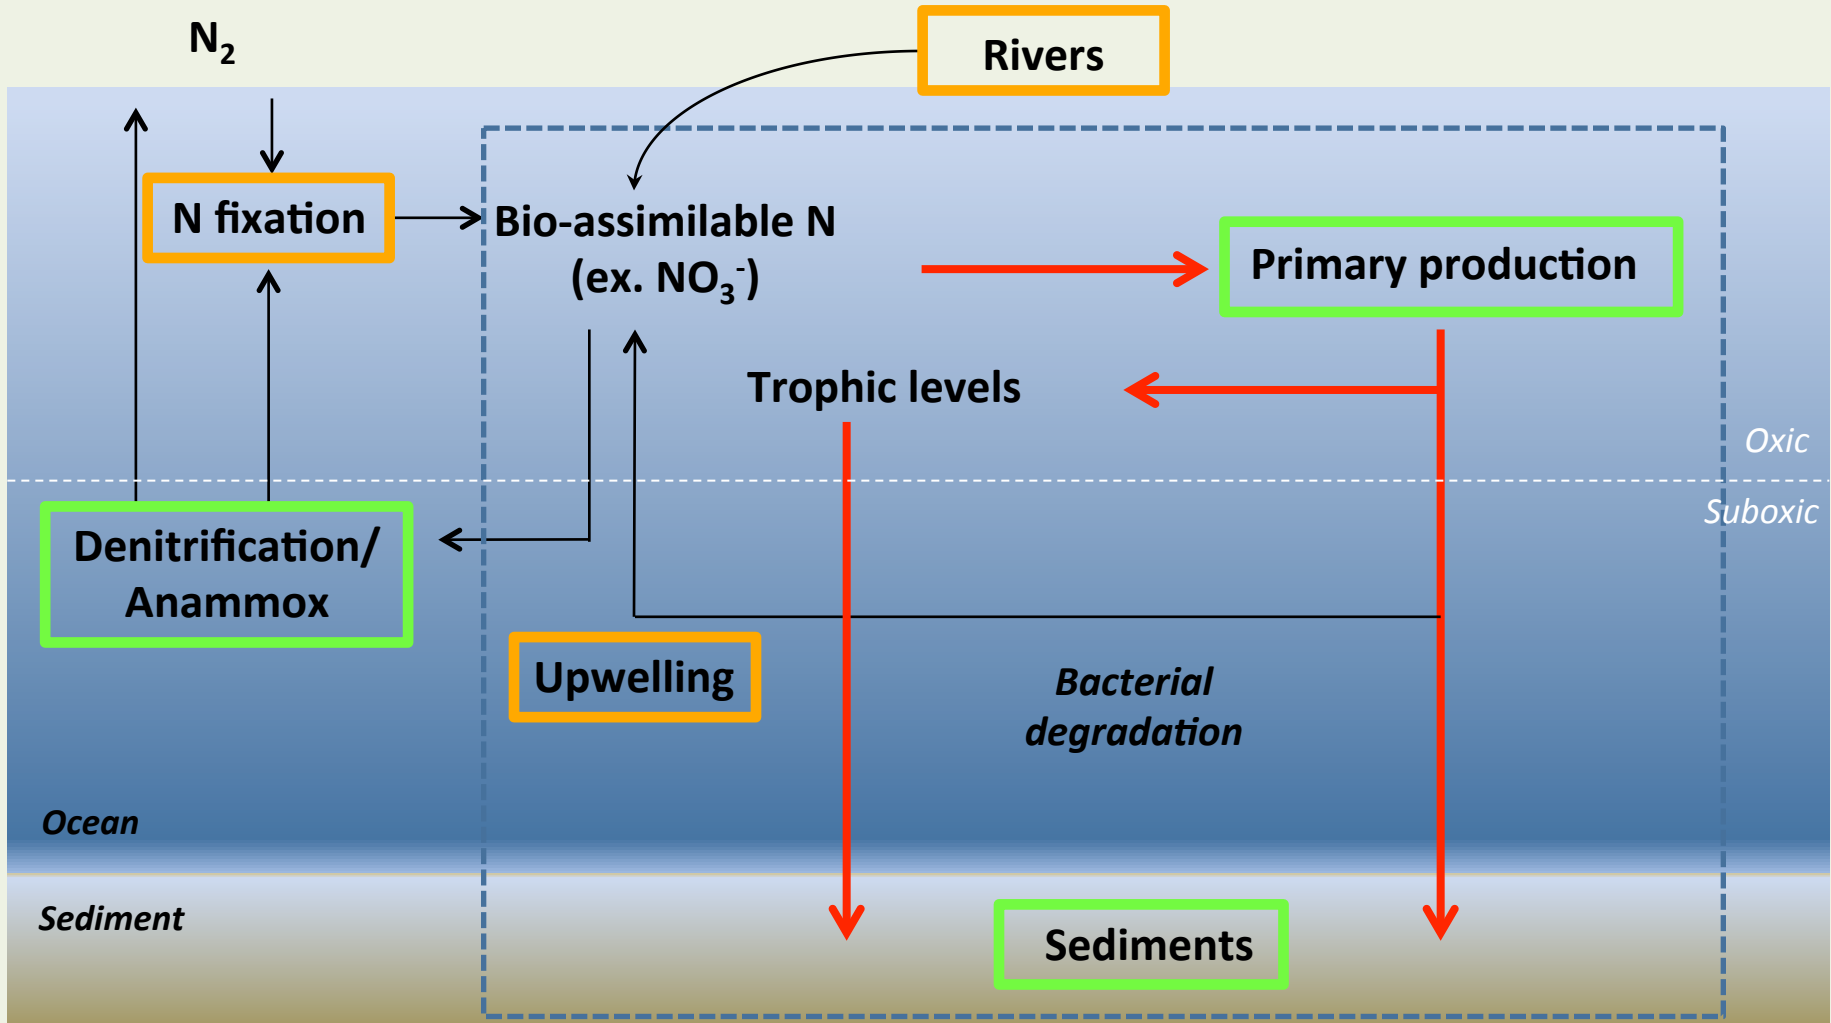 N₂
Rivers
N fixation
Bio-assimilable N
(ex. NO₃⁻)
Primary production
Trophic levels
Oxic
Suboxic
Denitrification/
Anammox
Upwelling
Bacterial
degradation
Ocean
Sediment
Sediments